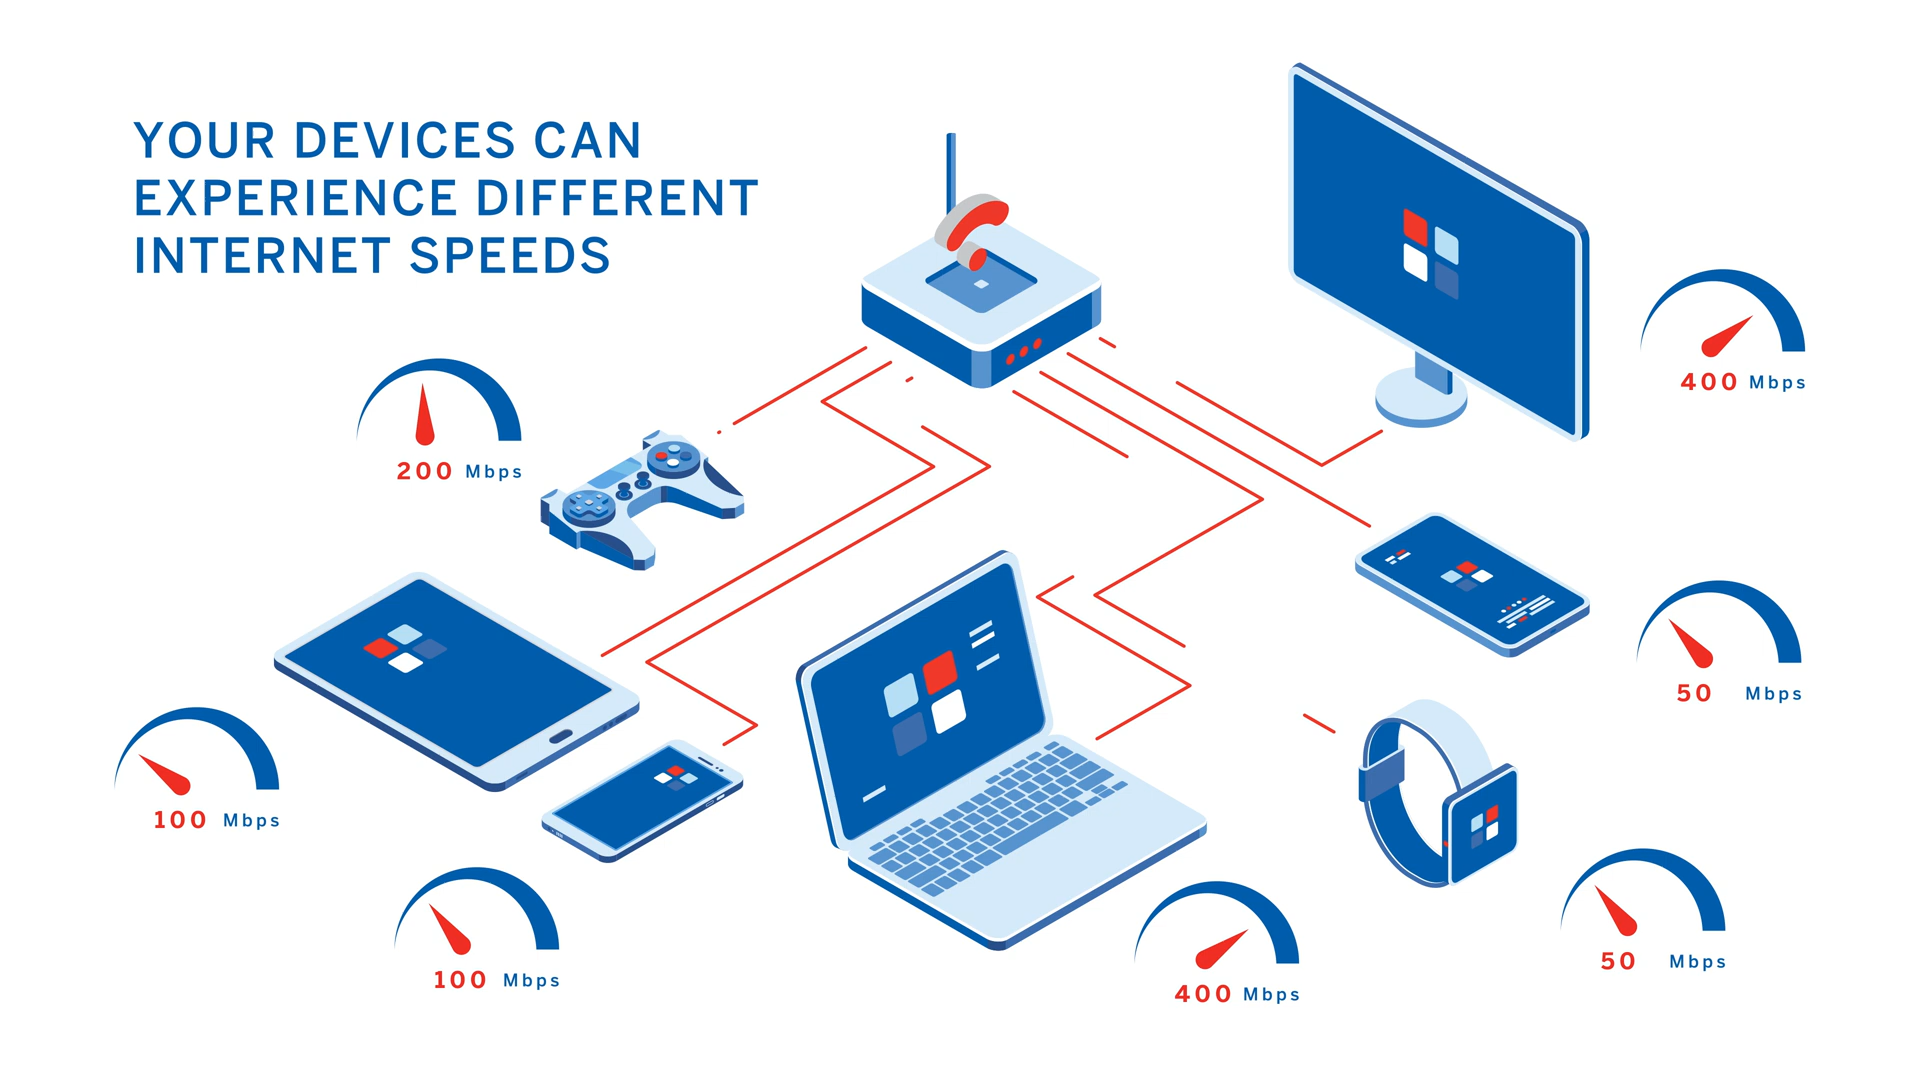 YOUR DEVICES CAN
EXPERIENCE DIFFERENT
INTERNET SPEEDS
400 Mbps
200 Mbps
50 Mbps
100 Mbps
100 Mbps
400 Mbps
50 Mbps